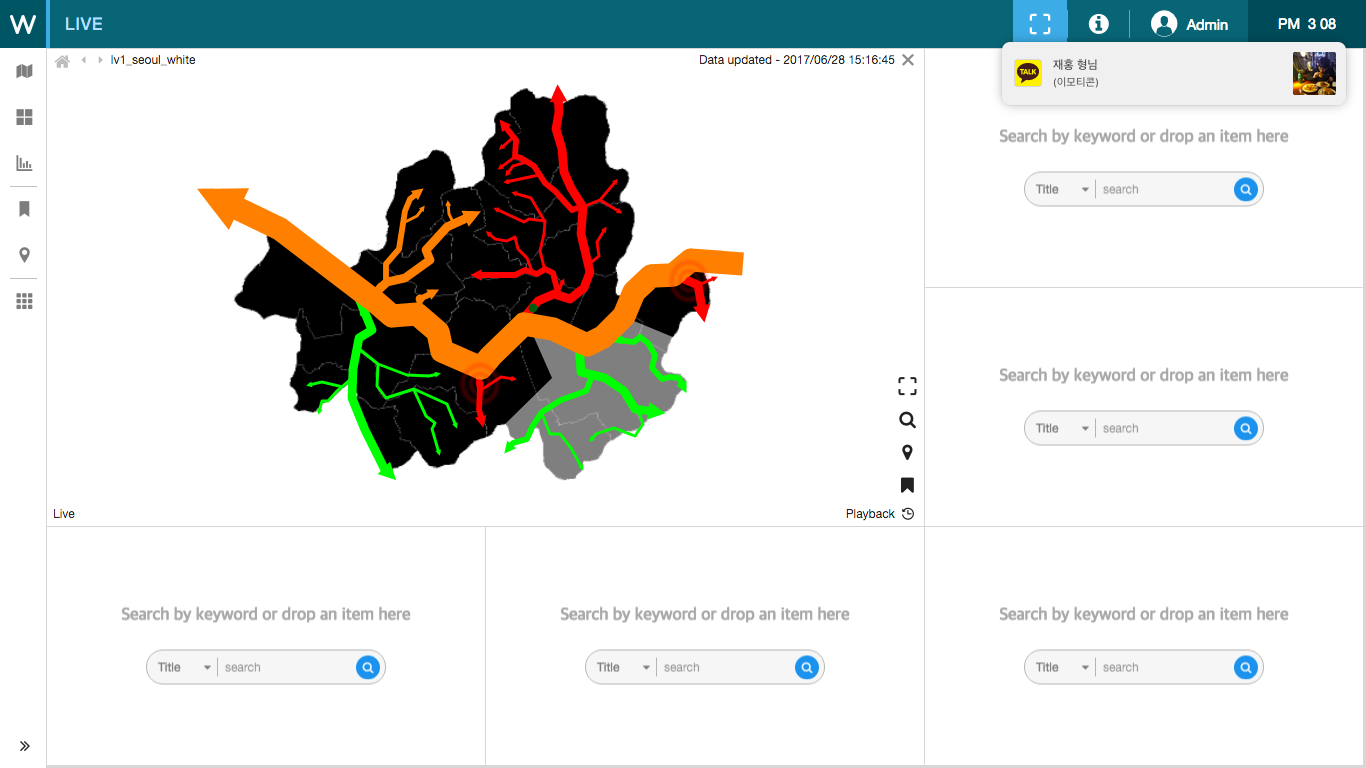 W LIVE Admin PM 3 08
lv1_seoul_white Data updated - 2017/06/28 15:16:45
TALK 재홍 형님
(이모티콘)
Search by keyword or drop an item here
Title search
Search by keyword or drop an item here
Title search
Live Playback
Search by keyword or drop an item here
Title search
Search by keyword or drop an item here
Title search
Search by keyword or drop an item here
Title search